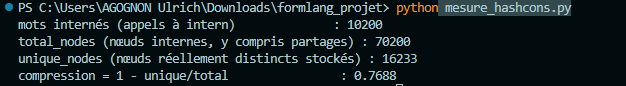 PS C:\Users\AGOGNON Ulrich\Downloads\formlang_projet> python mesure_hashcons.py
mots internés (appels à intern) : 10200
total_nodes (nœuds internes, y compris partages) : 70200
unique_nodes (nœuds réellement distincts stockés) : 16233
compression = 1 - unique/total : 0.7688